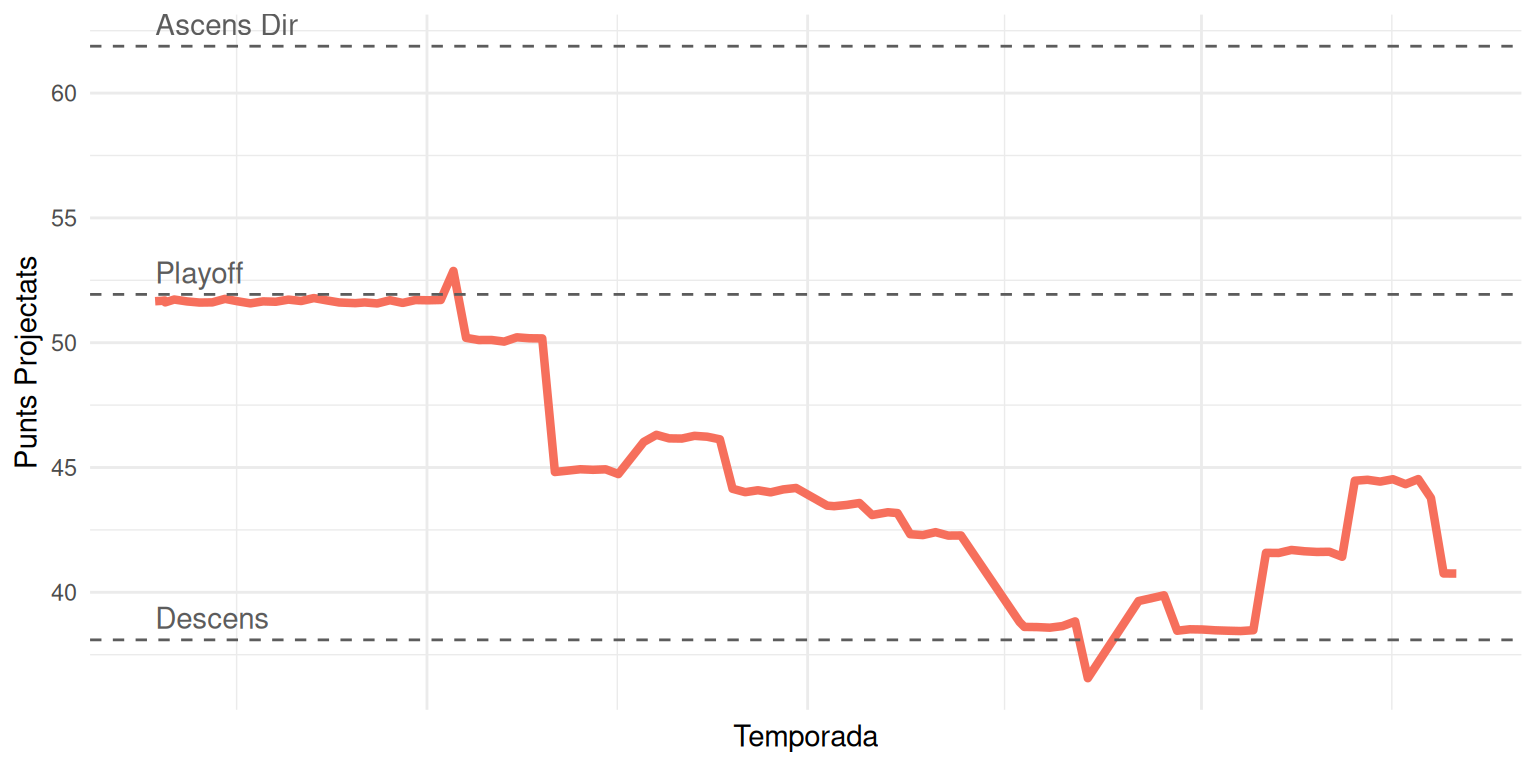 Ascens Dir
60
55
Playoff
50
45
40
Descens
Punts Projectats
Temporada